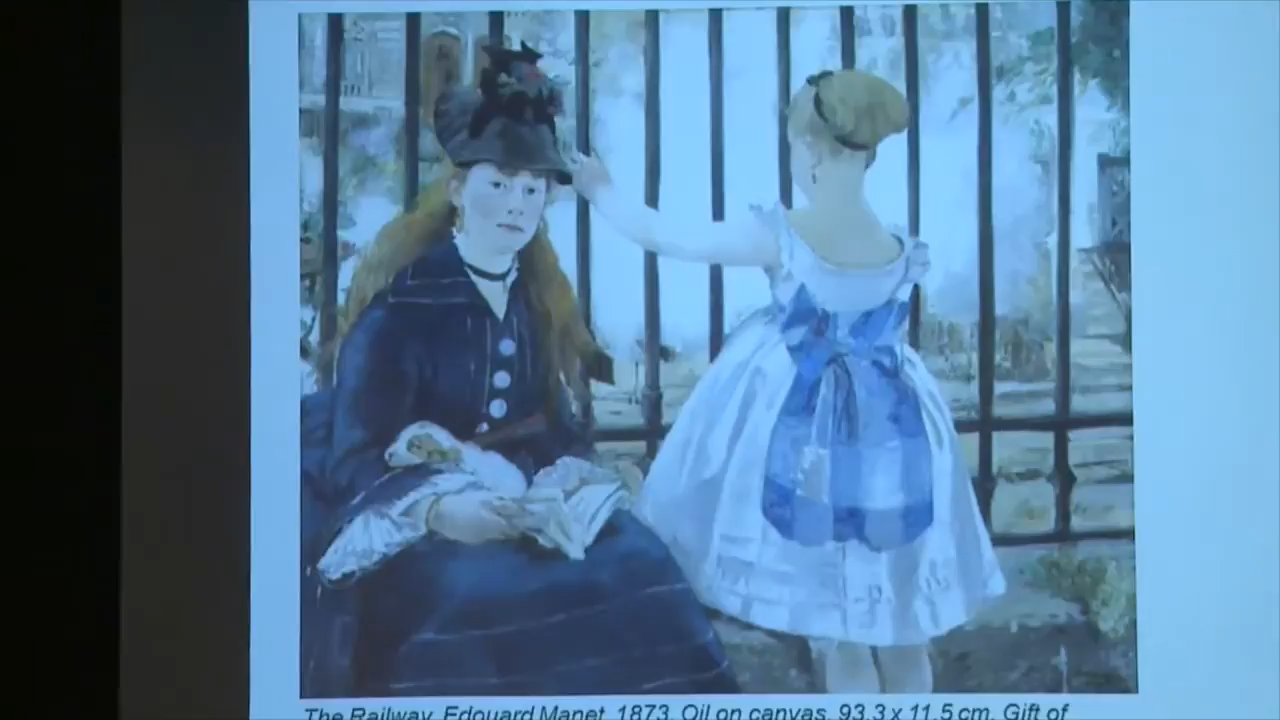 The Railway, Edouard Manet, 1873, Oil on canvas, 93.3 x 11.5 cm, Gift of